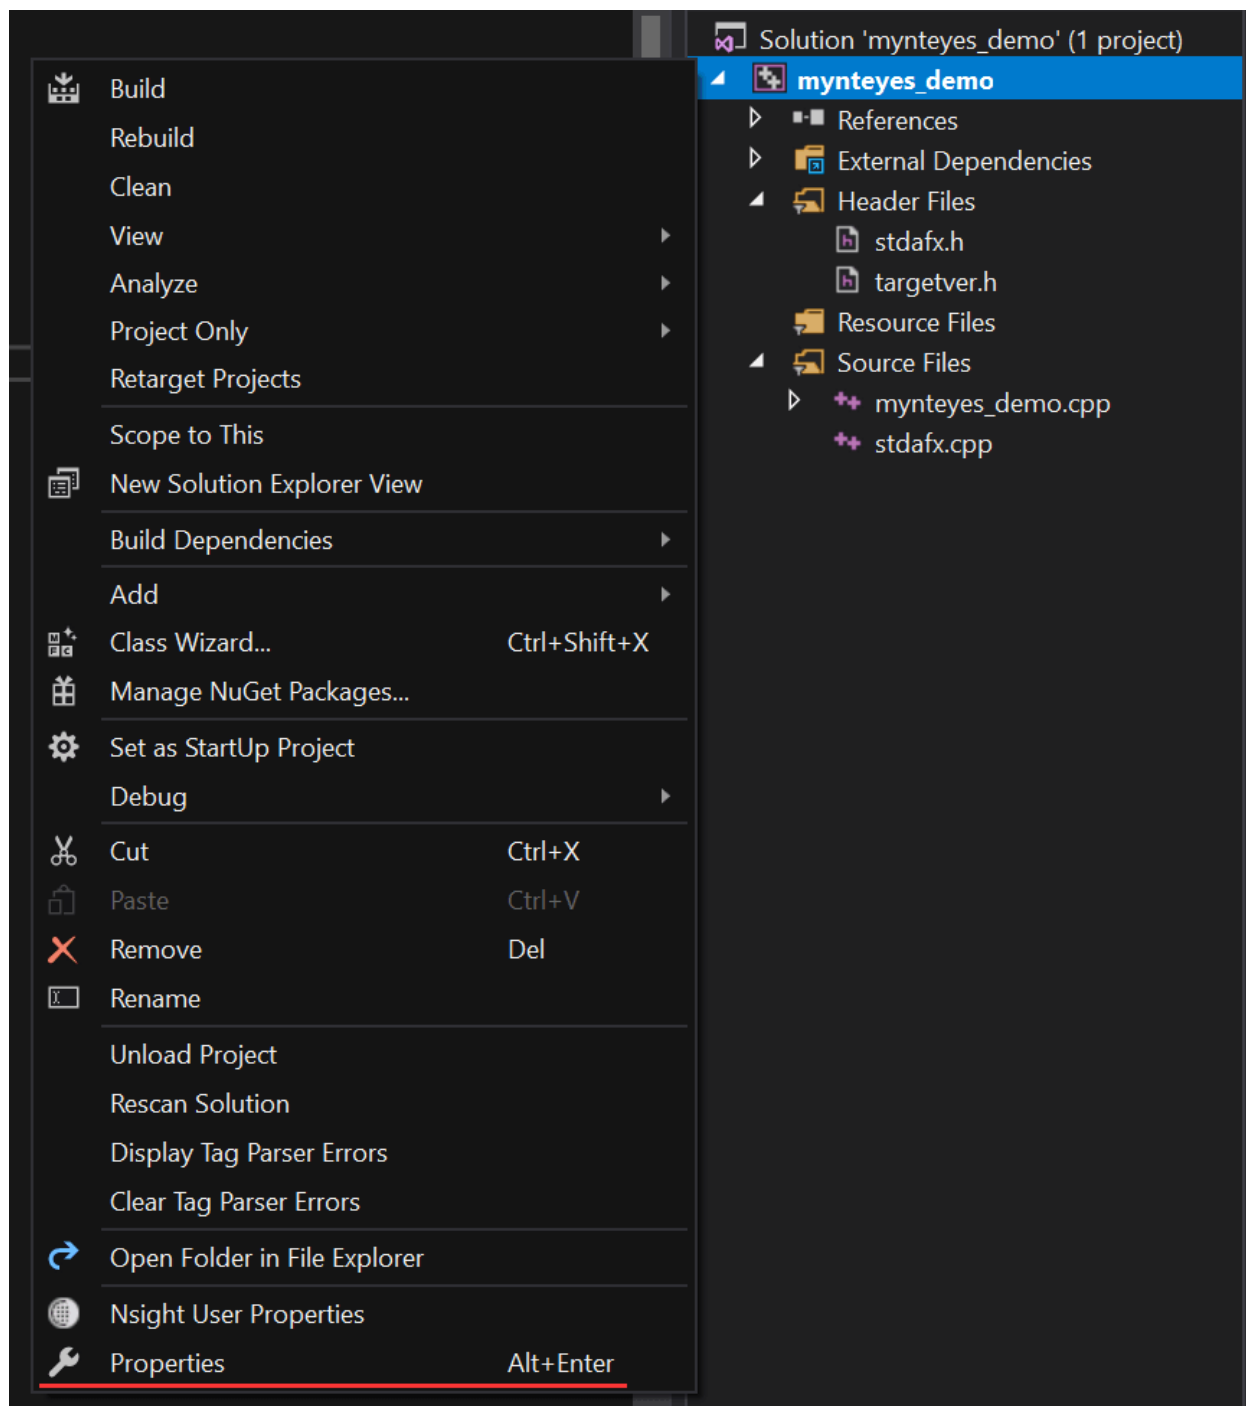 Build
Rebuild
Clean
View
Analyze
Project Only
Retarget Projects
Scope to This
New Solution Explorer View
Build Dependencies
Add
Class Wizard... Ctrl+Shift+X
Manage NuGet Packages...
Set as StartUp Project
Debug
Cut Ctrl+X
Paste Ctrl+V
Remove Del
Rename
Unload Project
Rescan Solution
Display Tag Parser Errors
Clear Tag Parser Errors
Open Folder in File Explorer
Nsight User Properties
Properties Alt+Enter
Solution 'mynteyes_demo' (1 project)
mynteyes_demo
References
External Dependencies
Header Files
stdafx.h
targetver.h
Resource Files
Source Files
mynteyes_demo.cpp
stdafx.cpp